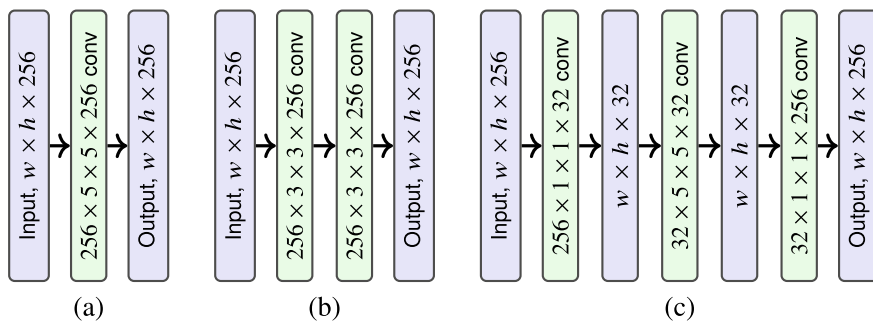 Input, w × h × 256
256 × 5 × 5 × 256 conv
Output, w × h × 256
(a)
Input, w × h × 256
256 × 3 × 3 × 256 conv
256 × 3 × 3 × 256 conv
Output, w × h × 256
(b)
Input, w × h × 256
256 × 1 × 1 × 32 conv
w × h × 32
32 × 5 × 5 × 32 conv
w × h × 32
32 × 1 × 1 × 256 conv
Output, w × h × 256
(c)